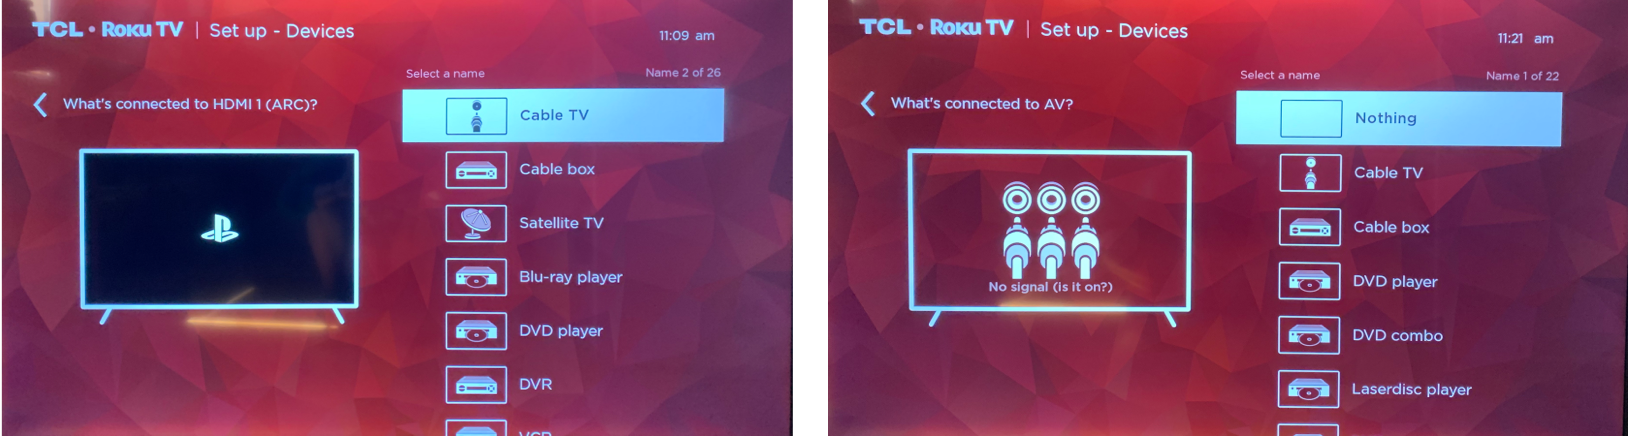 TCL • Roku TV | Set up - Devices
11:09 am
Select a name
Name 2 of 26
What's connected to HDMI 1 (ARC)?
Cable TV
Cable box
Satellite TV
Blu-ray player
DVD player
DVR
VCR
TCL • Roku TV | Set up - Devices
11:21 am
Select a name
Name 1 of 22
What's connected to AV?
Nothing
Cable TV
Cable box
DVD player
DVD combo
Laserdisc player
No signal (is it on?)